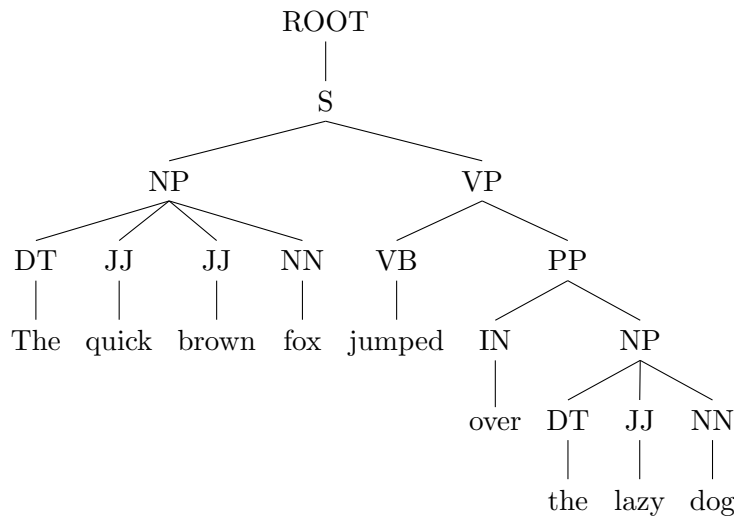 ROOT
S
NP VP
DT JJ JJ NN VB PP
The quick brown fox jumped IN NP
over DT JJ NN
the lazy dog